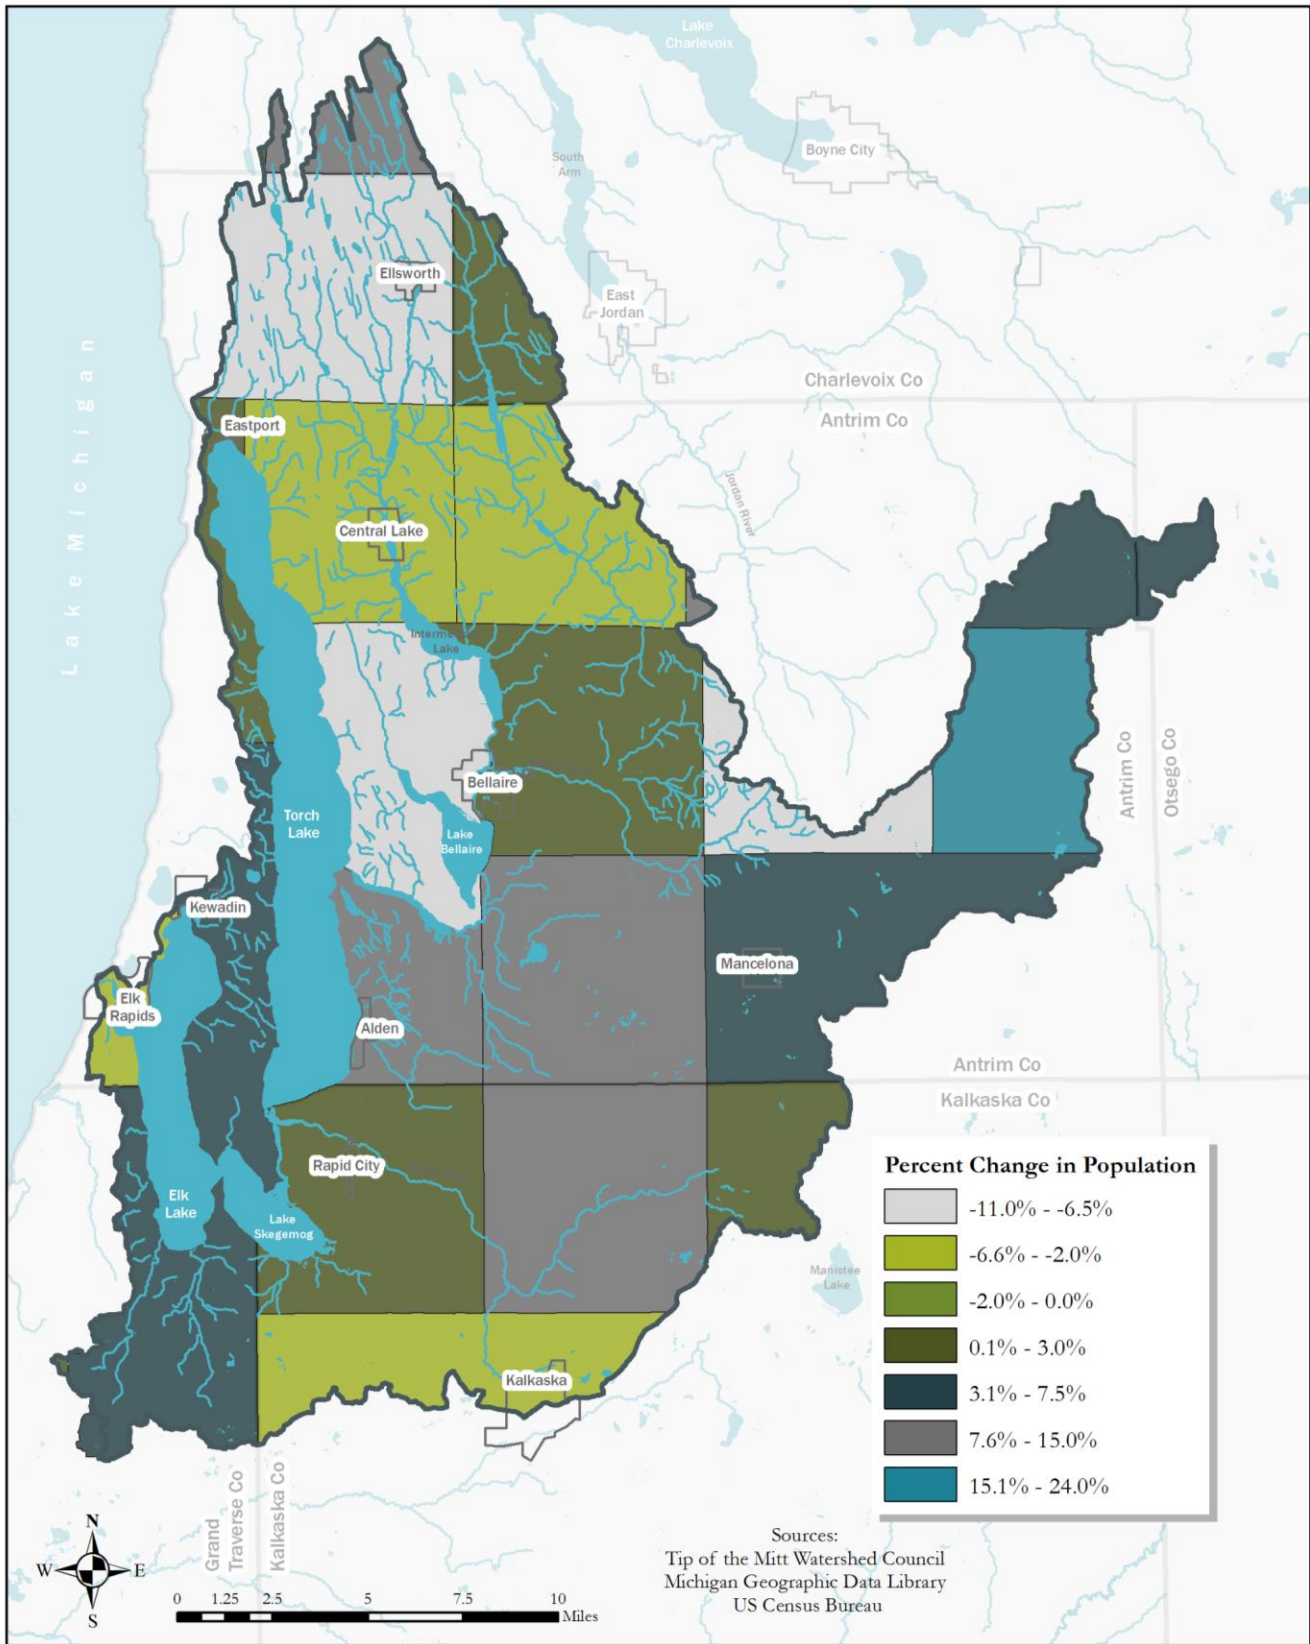 Lake
Charlevoix
Boyne City
South
Arm
Ellsworth
East
Jordan
Lake Michigan
Charlevoix Co
Antrim Co
Eastport
Jordan River
Central Lake
Lake
Antrim Co
Otsego Co
Bellaire
Torch
Lake
Lake
Bellaire
Kewadin
Mancelona
Elk
Rapids
Alden
Antrim Co
Kalkaska Co
Rapid City
Elk
Lake
Lake
Skegemog
Manistee
Lake
Kalkaska
Percent Change in Population
-11.0% - -6.5%
-6.6% - -2.0%
-2.0% - 0.0%
0.1% - 3.0%
3.1% - 7.5%
7.6% - 15.0%
15.1% - 24.0%
Grand
Traverse Co
Kalkaska Co
N
W E
S
0 1.25 2.5 5 7.5 10
Miles
Sources:
Tip of the Mitt Watershed Council
Michigan Geographic Data Library
US Census Bureau